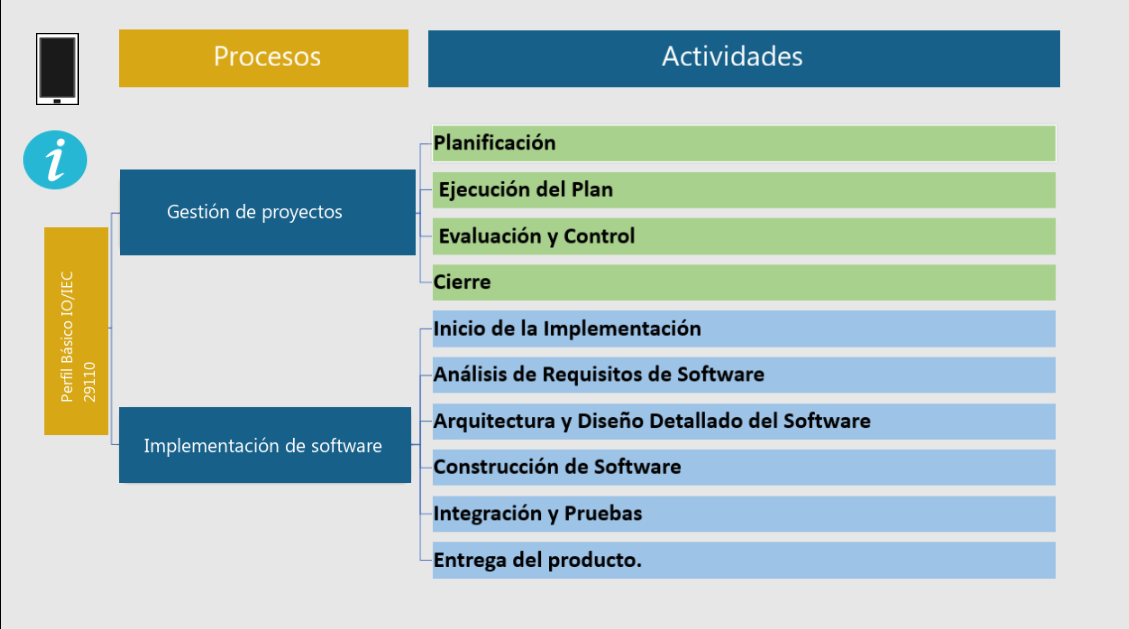 Procesos
Actividades
i
Perfil Básico IO/IEC
29110
Gestión de proyectos
Planificación
Ejecución del Plan
Evaluación y Control
Cierre
Implementación de software
Inicio de la Implementación
Análisis de Requisitos de Software
Arquitectura y Diseño Detallado del Software
Construcción de Software
Integración y Pruebas
Entrega del producto.